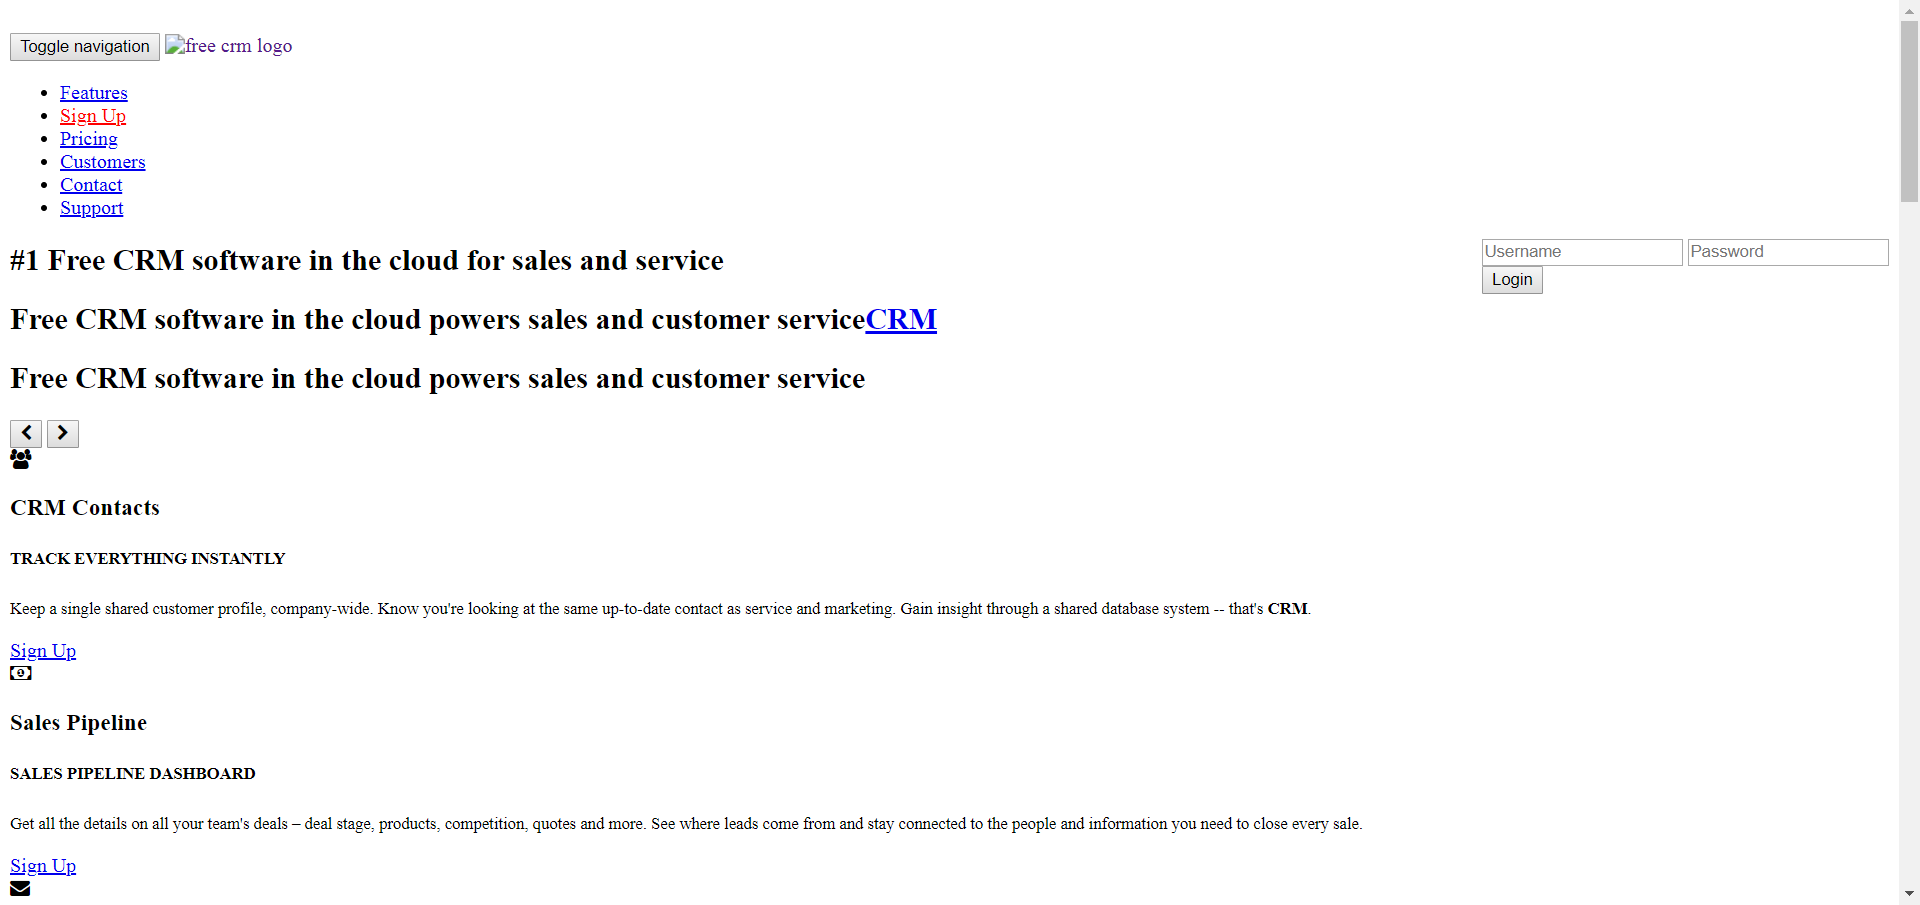 Toggle navigation free crm logo
Features
Sign Up
Pricing
Customers
Contact
Support
#1 Free CRM software in the cloud for sales and service
Username Password
Login
Free CRM software in the cloud powers sales and customer serviceCRM
Free CRM software in the cloud powers sales and customer service
CRM Contacts
TRACK EVERYTHING INSTANTLY
Keep a single shared customer profile, company-wide. Know you're looking at the same up-to-date contact as service and marketing. Gain insight through a shared database system -- that's CRM.
Sign Up
Sales Pipeline
SALES PIPELINE DASHBOARD
Get all the details on all your team's deals – deal stage, products, competition, quotes and more. See where leads come from and stay connected to the people and information you need to close every sale.
Sign Up